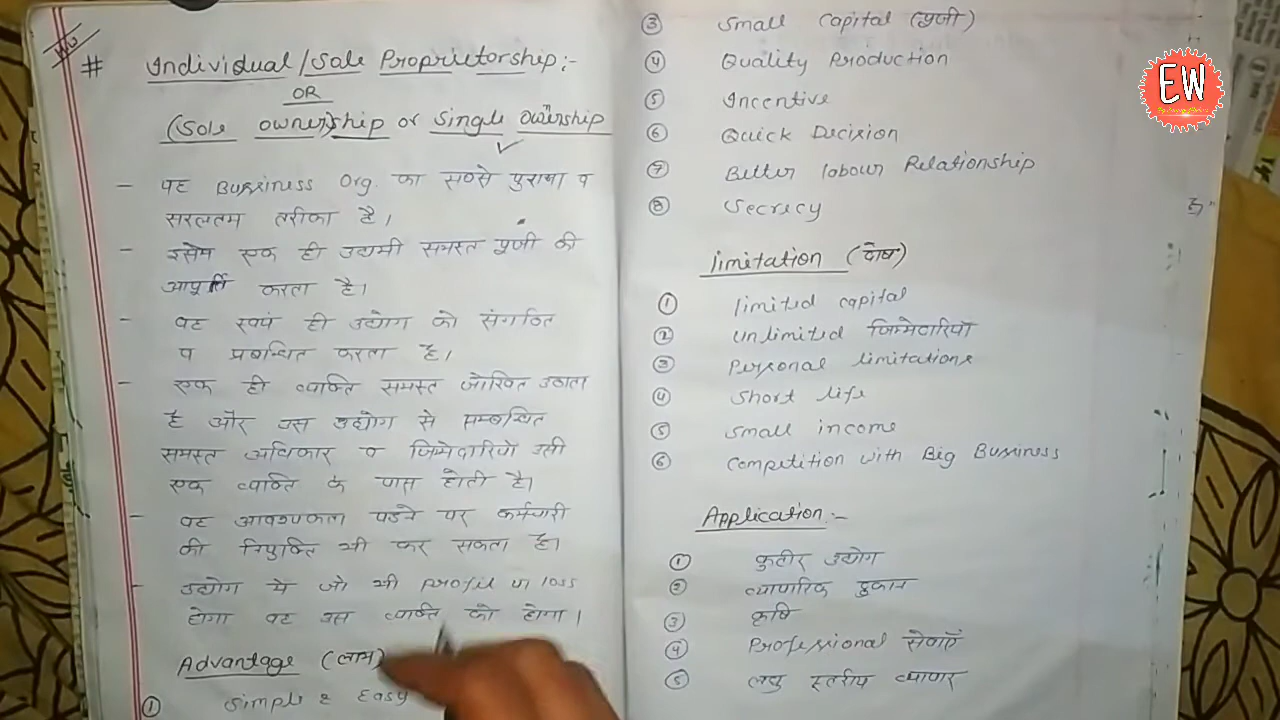 # Individual/Sole Proprietorship:-
OR
(Sole ownership or Single ownership
- यह Bussiness Org. का सबसे पुराना व
सरलतम तरीका है।
- इसमे एक ही उद्यमी समस्त पूंजी की
आपूर्ति करता है।
- वह स्वयं ही उद्योग को संगठित
व प्रबन्धित करता है।
- एक ही व्यक्ति समस्त जोखिम उठाता
है और उस उद्योग से सम्बन्धित
समस्त अधिकार व जिम्मेदारियों उसी
एक व्यक्ति के पास होती है।
- वह आवश्यकता पडने पर कर्मचारी
की नियुक्ति भी कर सकता है।
- उद्योग मे जो भी profit या loss
होगा वह उस व्यक्ति को होगा।
Advantage (लाभ)
① Simple & Easy
③ Small Capital (पूंजी)
④ Quality Production
⑤ Incentive
⑥ Quick Decision
⑦ Better labour Relationship
⑧ Secrecy
limitation (दोष)
① limited capital
② Unlimited जिम्मेदारियाँ
③ Personal limitations
④ Short life
⑤ Small income
⑥ Competition with Big Bussiness
Application:-
① कुटीर उद्योग
② व्यापारिक दुकान
③ कृषि
④ Professional सेवाएँ
⑤ लघु स्तरीय व्यापार
EW